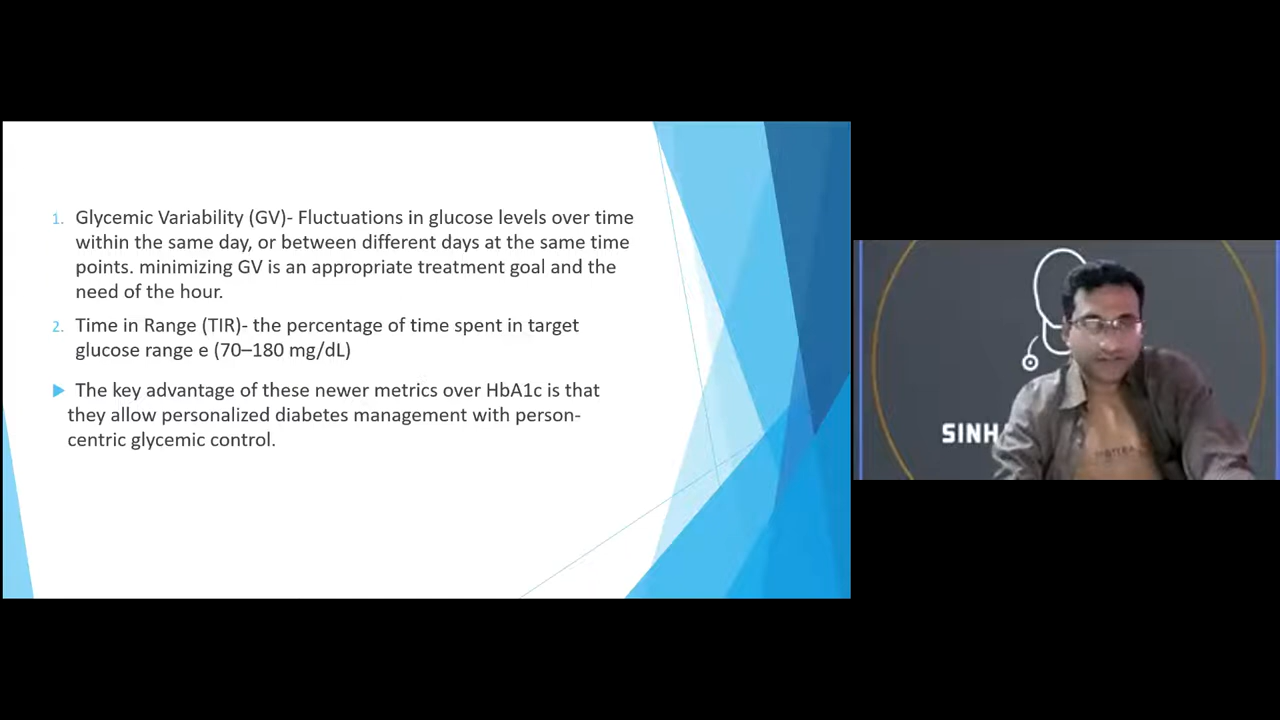 1. Glycemic Variability (GV)- Fluctuations in glucose levels over time
within the same day, or between different days at the same time
points. minimizing GV is an appropriate treatment goal and the
need of the hour.
2. Time in Range (TIR)- the percentage of time spent in target
glucose range e (70–180 mg/dL)
The key advantage of these newer metrics over HbA1c is that
they allow personalized diabetes management with person-
centric glycemic control.
SINH